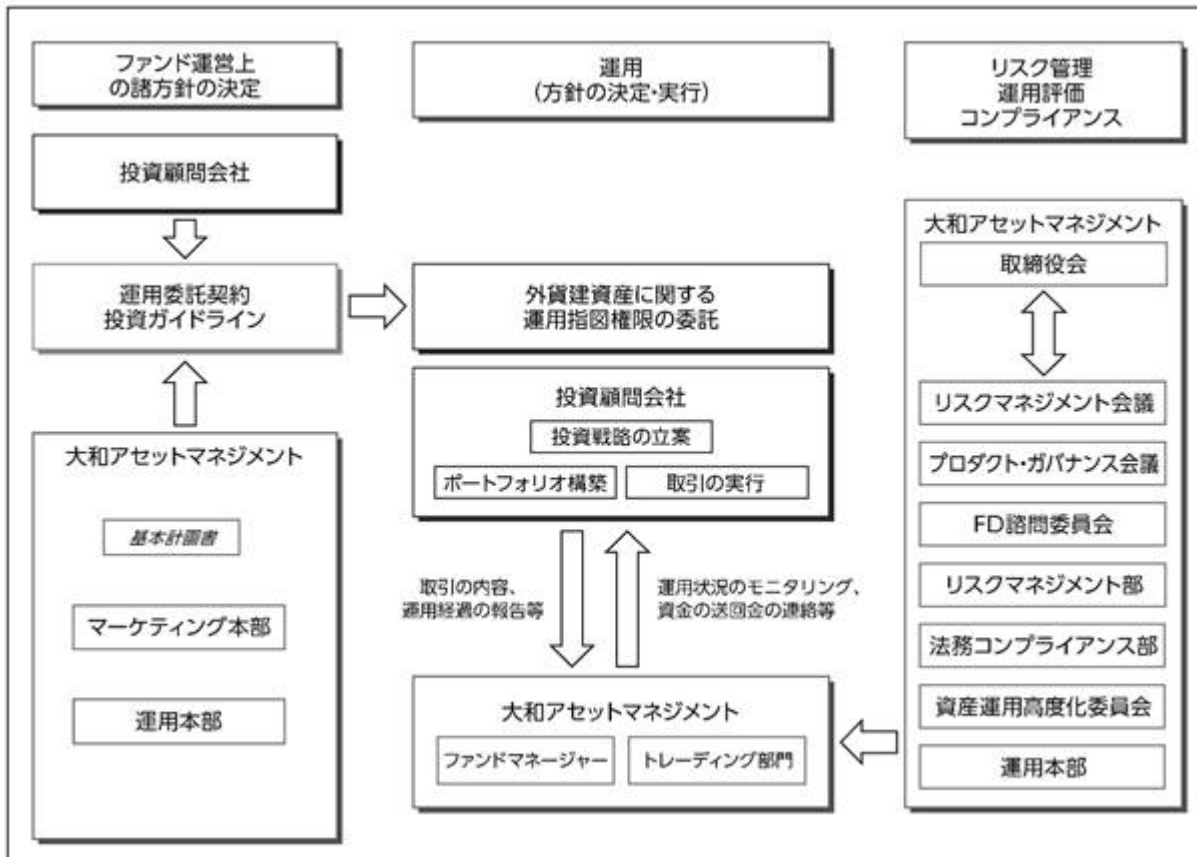 ファンド運営上
の諸方針の決定
投資顧問会社
運用委託契約
投資ガイドライン
大和アセットマネジメント
基本計画書
マーケティング本部
運用本部
運用
(方針の決定・実行)
外貨建資産に関する
運用指図権限の委託
投資顧問会社
投資戦略の立案
ポートフォリオ構築
取引の実行
取引の内容、
運用経過の報告等
運用状況のモニタリング、
資金の送回金の連絡等
大和アセットマネジメント
ファンドマネージャー
トレーディング部門
リスク管理
運用評価
コンプライアンス
大和アセットマネジメント
取締役会
リスクマネジメント会議
プロダクト・ガバナンス会議
FD諮問委員会
リスクマネジメント部
法務コンプライアンス部
資産運用高度化委員会
運用本部